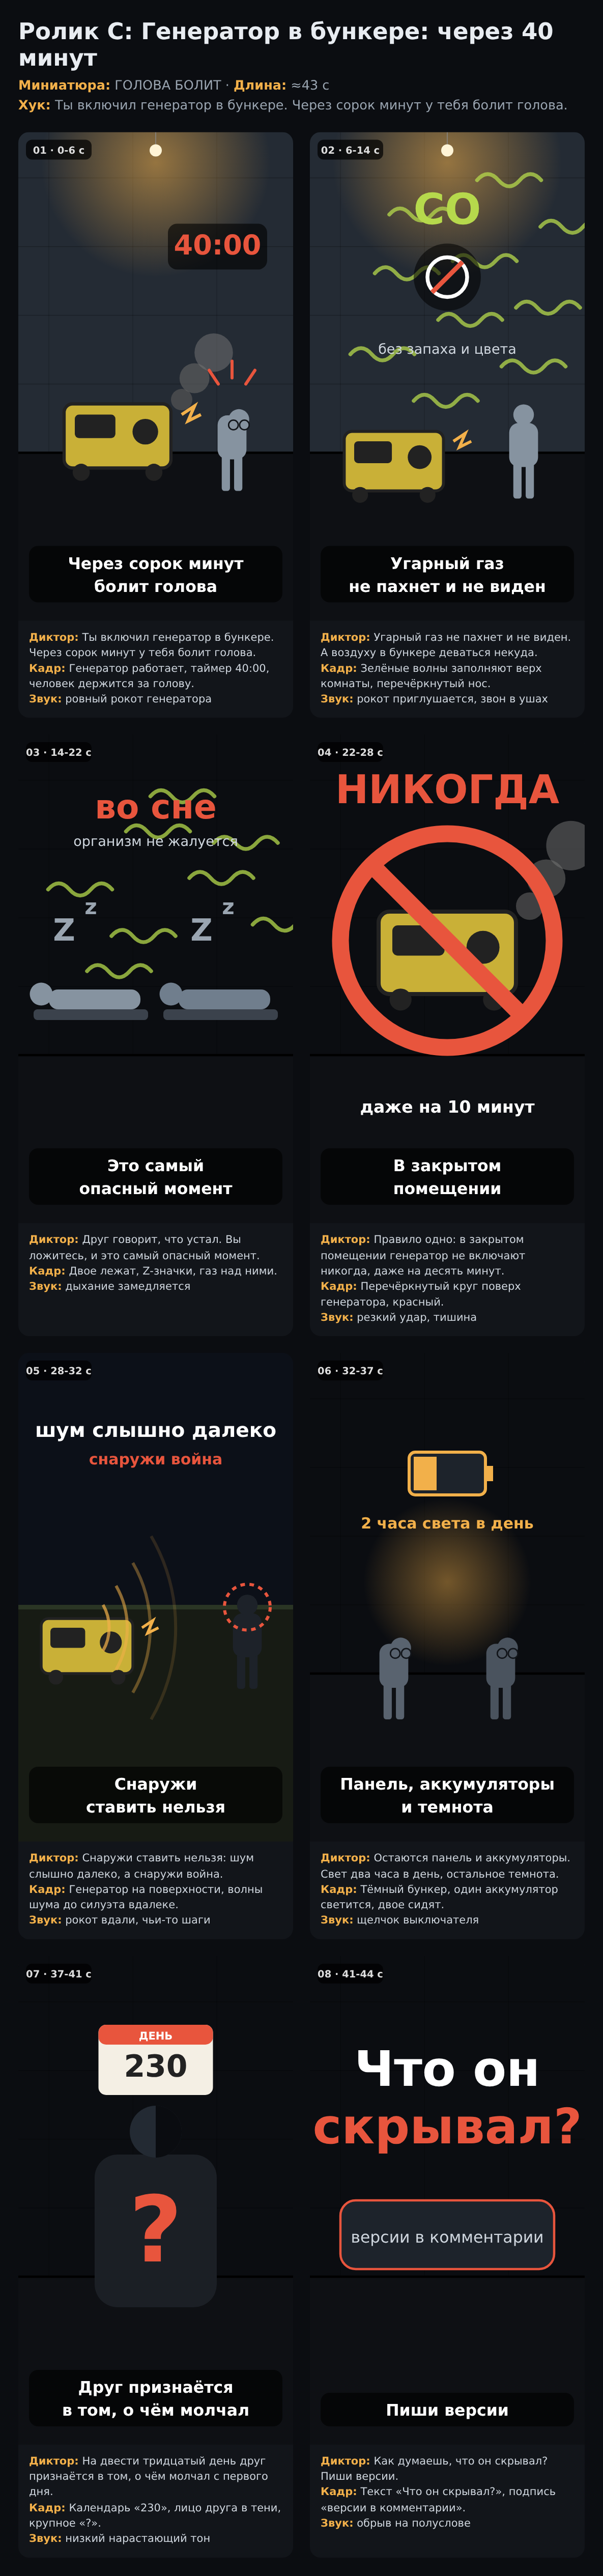 Ролик C: Генератор в бункере: через 40
минут
Миниатюра: ГОЛОВА БОЛИТ · Длина: ≈43 с
Хук: Ты включил генератор в бункере. Через сорок минут у тебя болит голова.
01 · 0-6 с
40:00
Через сорок минут
болит голова
Диктор: Ты включил генератор в бункере.
Через сорок минут у тебя болит голова.
Кадр: Генератор работает, таймер 40:00,
человек держится за голову.
Звук: ровный рокот генератора
02 · 6-14 с
CO
без запаха и цвета
Угарный газ
не пахнет и не виден
Диктор: Угарный газ не пахнет и не виден.
А воздуху в бункере деваться некуда.
Кадр: Зелёные волны заполняют верх
комнаты, перечёркнутый нос.
Звук: рокот приглушается, звон в ушах
03 · 14-22 с
во сне
организм не жалуется
Z
z
Z
z
Это самый
опасный момент
Диктор: Друг говорит, что устал. Вы
ложитесь, и это самый опасный момент.
Кадр: Двое лежат, Z-значки, газ над ними.
Звук: дыхание замедляется
04 · 22-28 с
НИКОГДА
даже на 10 минут
В закрытом
помещении
Диктор: Правило одно: в закрытом
помещении генератор не включают
никогда, даже на десять минут.
Кадр: Перечёркнутый круг поверх
генератора, красный.
Звук: резкий удар, тишина
05 · 28-32 с
шум слышно далеко
снаружи война
Снаружи
ставить нельзя
Диктор: Снаружи ставить нельзя: шум
слышно далеко, а снаружи война.
Кадр: Генератор на поверхности, волны
шума до силуэта вдалеке.
Звук: рокот вдали, чьи-то шаги
06 · 32-37 с
2 часа света в день
Панель, аккумуляторы
и темнота
Диктор: Остаются панель и аккумуляторы.
Свет два часа в день, остальное темнота.
Кадр: Тёмный бункер, один аккумулятор
светится, двое сидят.
Звук: щелчок выключателя
07 · 37-41 с
ДЕНЬ
230
?
Друг признаётся
в том, о чём молчал
Диктор: На двести тридцатый день друг
признаётся в том, о чём молчал с первого
дня.
Кадр: Календарь «230», лицо друга в тени,
крупное «?».
Звук: низкий нарастающий тон
08 · 41-44 с
Что он
скрывал?
версии в комментарии
Пиши версии
Диктор: Как думаешь, что он скрывал?
Пиши версии.
Кадр: Текст «Что он скрывал?», подпись
«версии в комментарии».
Звук: обрыв на полуслове